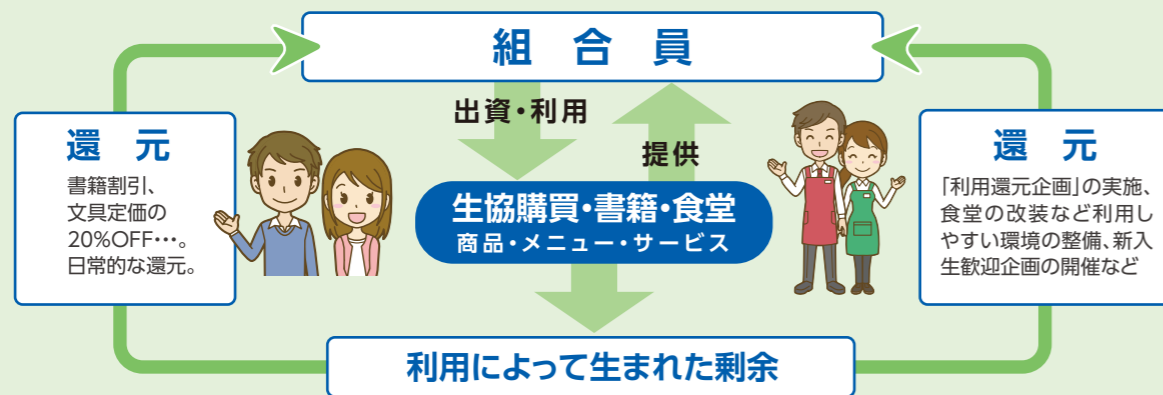 組合員
出資・利用
提供
還元
書籍割引、
文具定価の
20%OFF・・・。
日常的な還元。
生協購買・書籍・食堂
商品・メニュー・サービス
還元
「利用還元企画」の実施、
食堂の改装など利用し
やすい環境の整備、新入
生歓迎企画の開催など
利用によって生まれた剰余